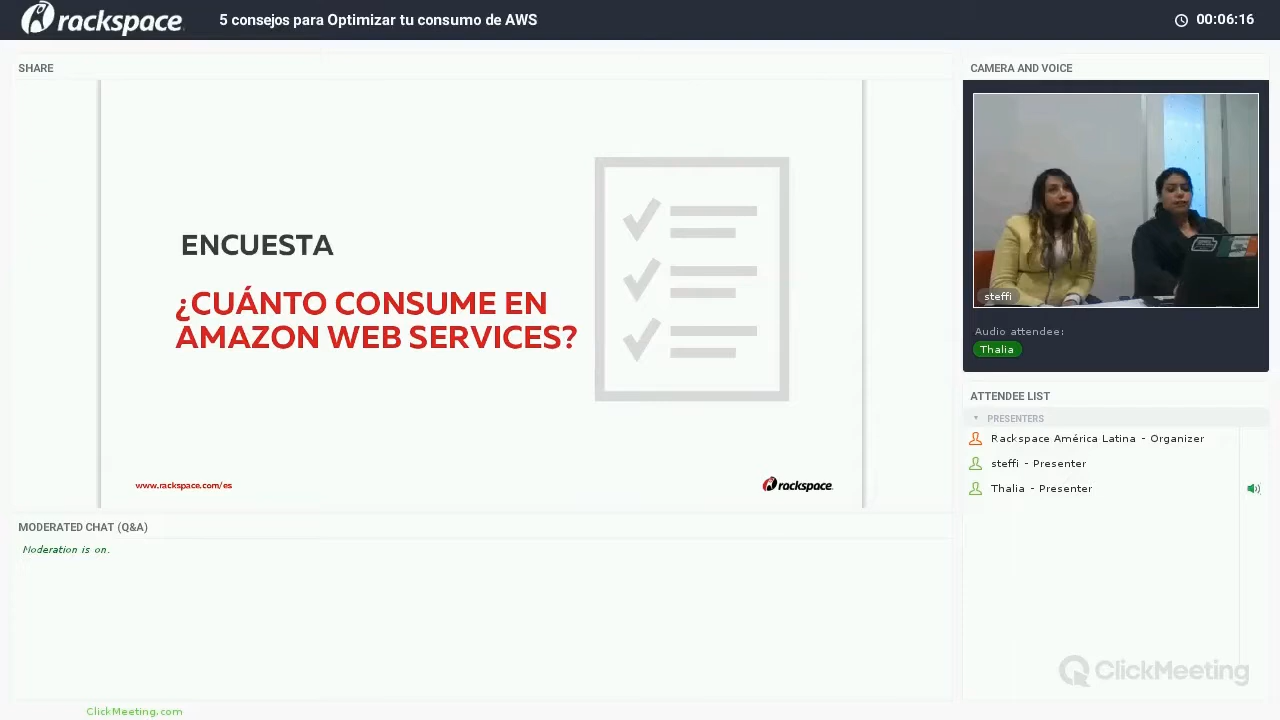 rackspace
5 consejos para Optimizar tu consumo de AWS
00:06:16
SHARE
ENCUESTA
¿CUÁNTO CONSUME EN
AMAZON WEB SERVICES?
www.rackspace.com/es
rackspace
MODERATED CHAT (Q&A)
Moderation is on.
ClickMeeting.com
CAMERA AND VOICE
steffi
Audio attendee:
Thalia
ATTENDEE LIST
PRESENTERS
Rackspace América Latina - Organizer
steffi - Presenter
Thalia - Presenter
ClickMeeting